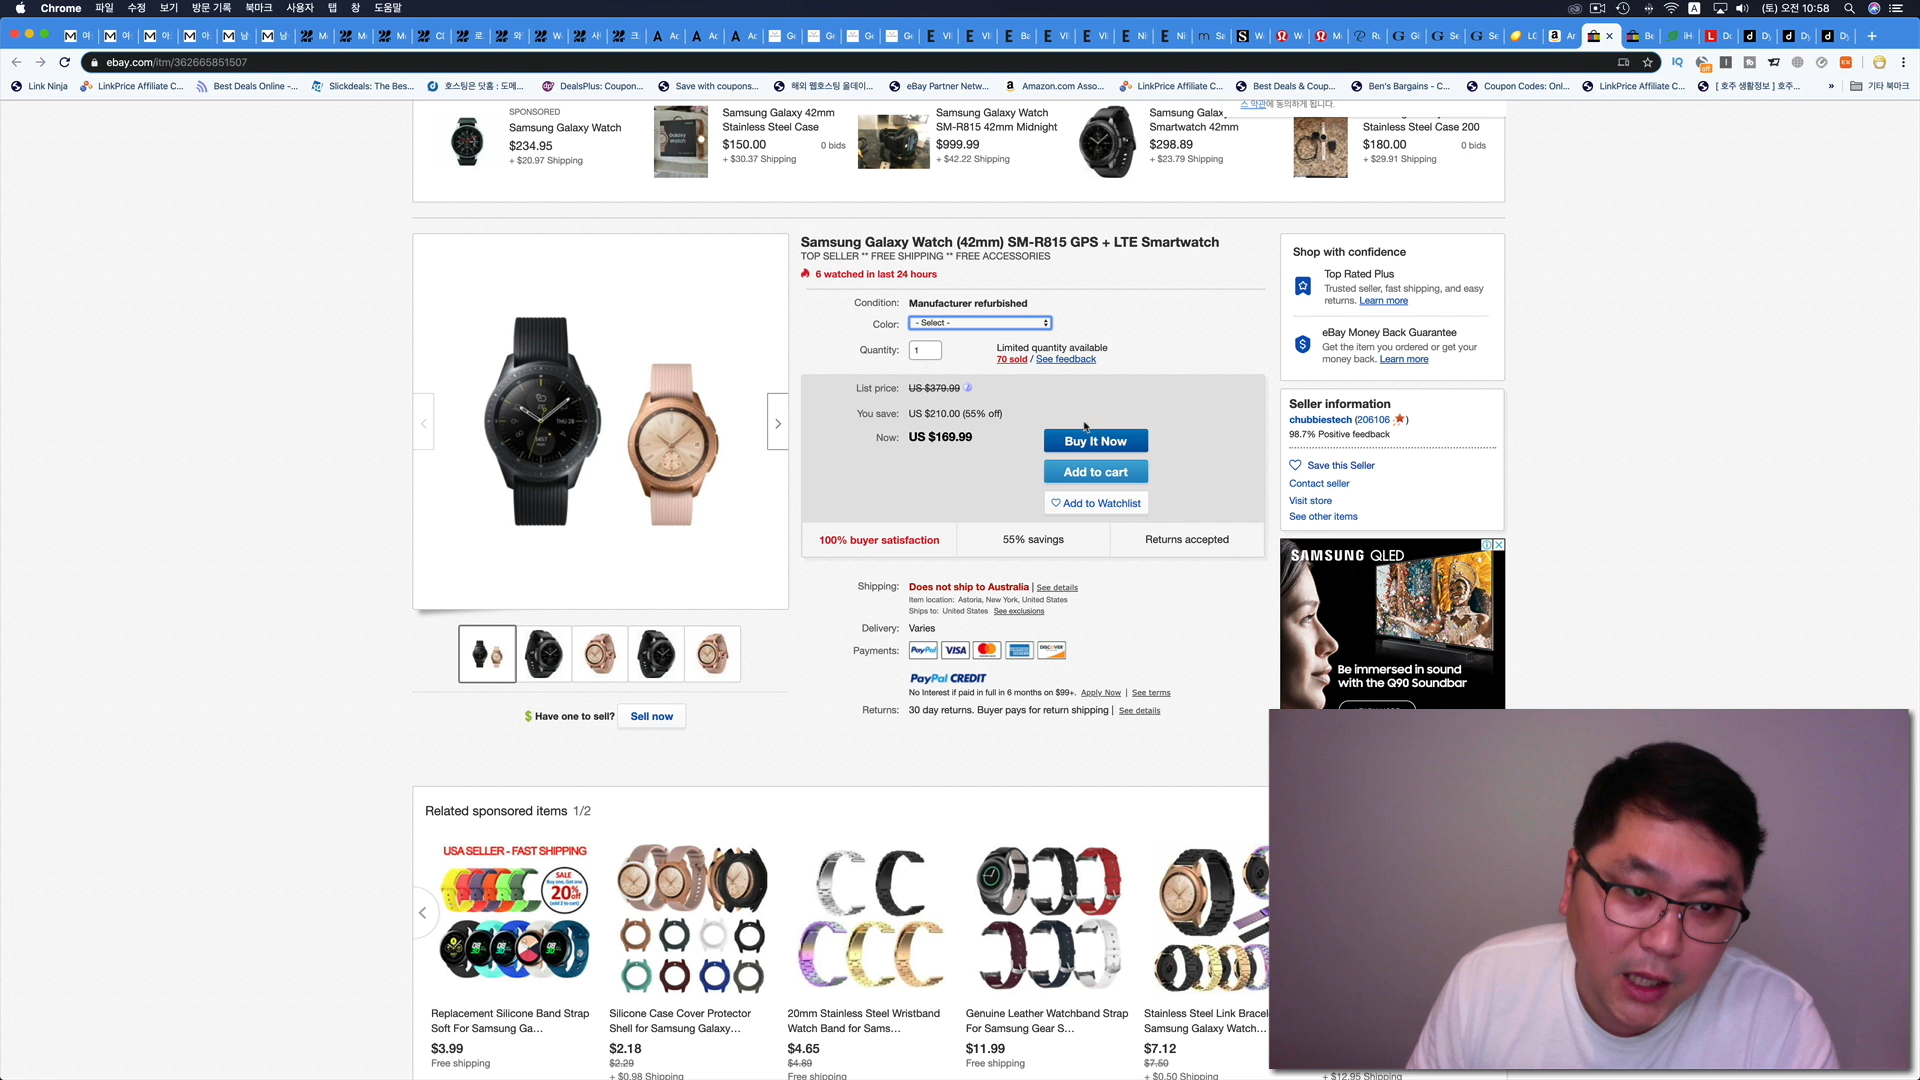 Chrome 파일 수정 보기 방문 기록 북마크 사용자 탭 창 도움말
(토) 오전 10:58
ebay.com/itm/362665851507
Link Ninja LinkPrice Affiliate C... Best Deals Online -... Slickdeals: The Bes... 호스팅은 닷홈 : 도메... DealsPlus: Coupon... Save with coupons... 해외 웹호스팅 올데이... eBay Partner Netw... Amazon.com Asso... LinkPrice Affiliate C... Best Deals & Coup... Ben's Bargains - C... Coupon Codes: Onl... LinkPrice Affiliate C... [ 호주 생활정보 ] 호주... » 기타 북마크
스 약관에 동의하게 됩니다.
SPONSORED
Samsung Galaxy Watch
$234.95
+ $20.97 Shipping
Samsung Galaxy 42mm
Stainless Steel Case
$150.00 0 bids
+ $30.37 Shipping
Samsung Galaxy Watch
SM-R815 42mm Midnight
$999.99
+ $42.22 Shipping
Samsung Galaxy
Smartwatch 42mm
$298.89
+ $23.79 Shipping
Stainless Steel Case 200
$180.00 0 bids
+ $29.91 Shipping
Samsung Galaxy Watch (42mm) SM-R815 GPS + LTE Smartwatch
TOP SELLER ** FREE SHIPPING ** FREE ACCESSORIES
6 watched in last 24 hours
Condition: Manufacturer refurbished
Color: - Select -
Quantity: 1
Limited quantity available
70 sold / See feedback
List price: US $379.99
You save: US $210.00 (55% off)
Now: US $169.99
Buy It Now
Add to cart
Add to Watchlist
100% buyer satisfaction 55% savings Returns accepted
Shipping: Does not ship to Australia | See details
Item location: Astoria, New York, United States
Ships to: United States See exclusions
Delivery: Varies
Payments: PayPal VISA MasterCard DISCOVER
PayPal CREDIT
No Interest if paid in full in 6 months on $99+. Apply Now | See terms
Returns: 30 day returns. Buyer pays for return shipping | See details
Have one to sell? Sell now
Shop with confidence
Top Rated Plus
Trusted seller, fast shipping, and easy
returns. Learn more
eBay Money Back Guarantee
Get the item you ordered or get your
money back. Learn more
Seller information
chubbiestech (206106)
98.7% Positive feedback
Save this Seller
Contact seller
Visit store
See other items
SAMSUNG QLED
Be immersed in sound
with the Q90 Soundbar
Related sponsored items 1/2
USA SELLER - FAST SHIPPING
SALE
Buy one, Get one
20%
off
(add 2 to cart)
Replacement Silicone Band Strap
Soft For Samsung Ga...
$3.99
Free shipping
Silicone Case Cover Protector
Shell for Samsung Galaxy...
$2.18
$2.29
+ $0.98 Shipping
20mm Stainless Steel Wristband
Watch Band for Sams...
$4.65
$4.89
Free shipping
Genuine Leather Watchband Strap
For Samsung Gear S...
$11.99
Free shipping
Stainless Steel Link Bracel
Samsung Galaxy Watch...
$7.12
$7.50
+ $0.50 Shipping
+ $12.95 Shipping